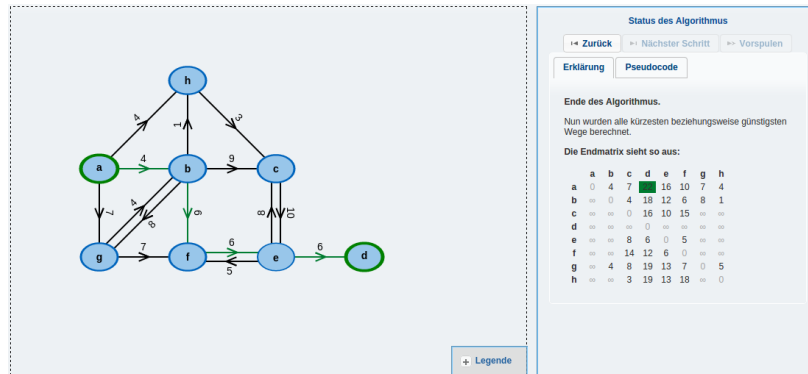 h
4
1
3
a
4
b
9
c
7
4
8
6
8
10
g
7
f
6
5
e
6
d
+ Legende
Status des Algorithmus
Zurück
Nächster Schritt
Vorspulen
Erklärung
Pseudocode
Ende des Algorithmus.
Nun wurden alle kürzesten beziehungsweise günstigsten
Wege berechnet.
Die Endmatrix sieht so aus:
a b c d e f g h
a 0 4 7 22 16 10 7 4
b ∞ 0 4 18 12 6 8 1
c ∞ ∞ 0 16 10 15 ∞ ∞
d ∞ ∞ ∞ 0 ∞ ∞ ∞ ∞
e ∞ ∞ 8 6 0 5 ∞ ∞
f ∞ ∞ 14 12 6 0 ∞ ∞
g ∞ 4 8 19 13 7 0 5
h ∞ ∞ 3 19 13 18 ∞ 0